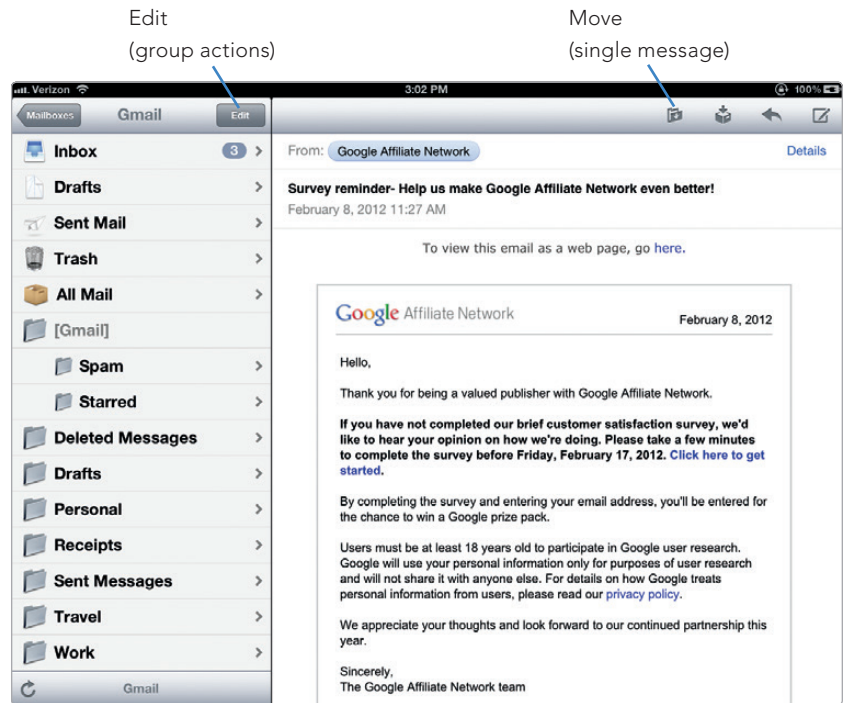 Edit
(group actions)
Move
(single message)
Verizon
3:02 PM
100%
Mailboxes
Gmail
Edit
Inbox
3
Drafts
Sent Mail
Trash
All Mail
[Gmail]
Spam
Starred
Deleted Messages
Drafts
Personal
Receipts
Sent Messages
Travel
Work
Gmail
From: Google Affiliate Network
Details
Survey reminder- Help us make Google Affiliate Network even better!
February 8, 2012 11:27 AM
To view this email as a web page, go here.
Google Affiliate Network
February 8, 2012
Hello,
Thank you for being a valued publisher with Google Affiliate Network.
If you have not completed our brief customer satisfaction survey, we'd
like to hear your opinion on how we're doing. Please take a few minutes
to complete the survey before Friday, February 17, 2012. Click here to get
started.
By completing the survey and entering your email address, you'll be entered for
the chance to win a Google prize pack.
Users must be at least 18 years old to participate in Google user research.
Google will use your personal information only for purposes of user research
and will not share it with anyone else. For details on how Google treats
personal information from users, please read our privacy policy.
We appreciate your thoughts and look forward to our continued partnership this
year.
Sincerely,
The Google Affiliate Network team